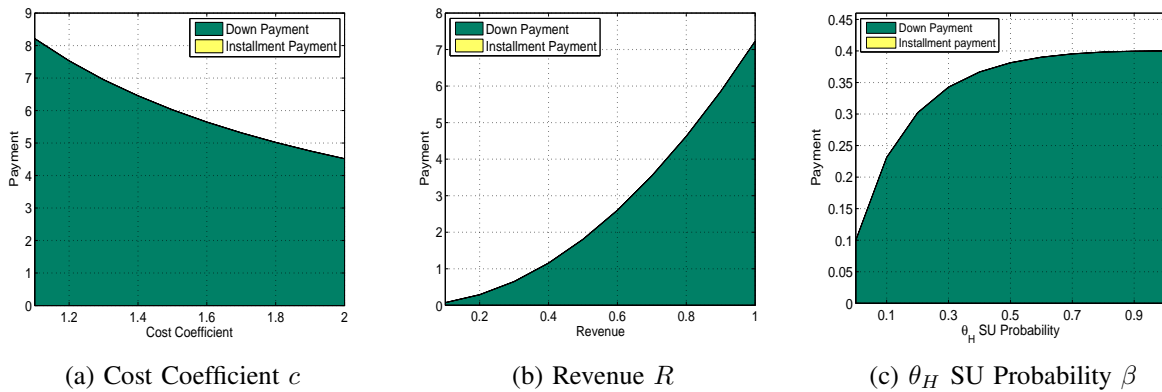 9
8
7
6
5
4
3
2
1
0
Payment
1.2 1.4 1.6 1.8 2
Cost Coefficient
Down Payment
Installment Payment
(a) Cost Coefficient c
8
7
6
5
4
3
2
1
0
Payment
0.2 0.4 0.6 0.8 1
Revenue
Down Payment
Installment Payment
(b) Revenue R
0.45
0.4
0.35
0.3
0.25
0.2
0.15
0.1
0.05
0
Payment
0.1 0.3 0.5 0.7 0.9
θ_H SU Probability
Down Payment
Installment payment
(c) θ_H SU Probability β